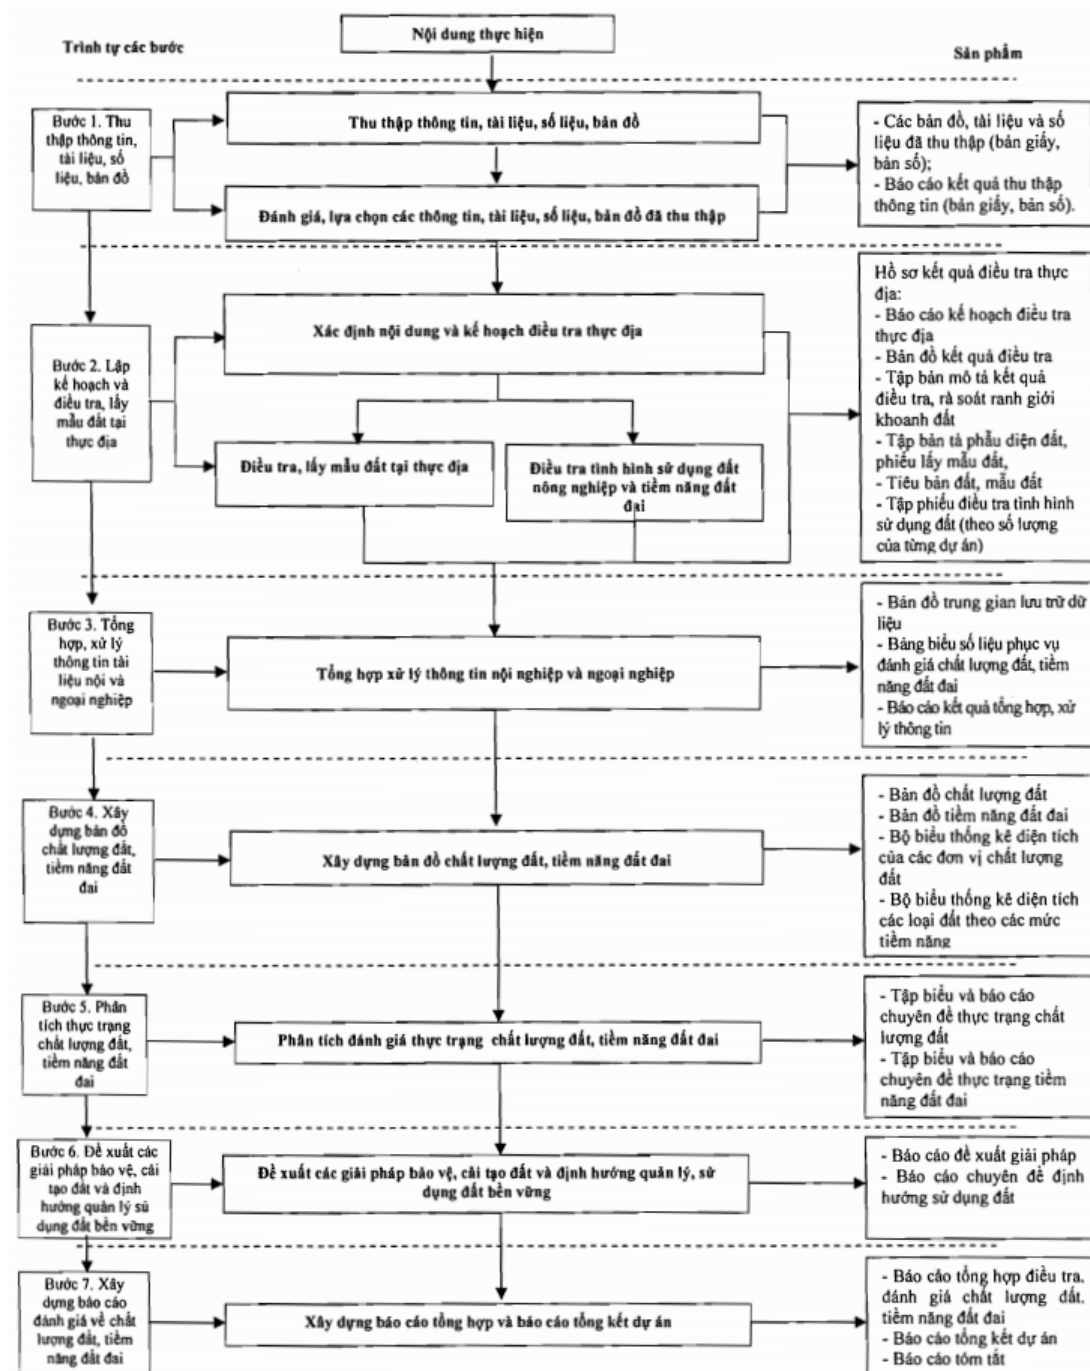 Trình tự các bước
Nội dung thực hiện
Sản phẩm
Bước 1. Thu
thập thông tin,
tài liệu, số
liệu, bản đồ
Thu thập thông tin, tài liệu, số liệu, bản đồ
Đánh giá, lựa chọn các thông tin, tài liệu, số liệu, bản đồ đã thu thập
- Các bản đồ, tài liệu và số
liệu đã thu thập (bản giấy,
bản số);
- Báo cáo kết quả thu thập
thông tin (bản giấy, bản số).
Bước 2. Lập
kế hoạch và
điều tra, lấy
mẫu đất tại
thực địa
Xác định nội dung và kế hoạch điều tra thực địa
Điều tra, lấy mẫu đất tại thực địa
Điều tra tình hình sử dụng đất
nông nghiệp và tiềm năng đất
đai
Hồ sơ kết quả điều tra thực
địa:
- Báo cáo kế hoạch điều tra
thực địa
- Bản đồ kết quả điều tra
- Tập bản mô tả kết quả
điều tra, rà soát ranh giới
khoanh đất
- Tập bản tả phẫu diện đất,
phiếu lấy mẫu đất,
- Tiêu bản đất, mẫu đất
- Tập phiếu điều tra tình hình
sử dụng đất (theo số lượng
của từng dự án)
Bước 3. Tổng
hợp, xử lý
thông tin tài
liệu nội và
ngoại nghiệp
Tổng hợp xử lý thông tin nội nghiệp và ngoại nghiệp
- Bản đồ trung gian lưu trữ dữ
liệu
- Bảng biểu số liệu phục vụ
đánh giá chất lượng đất, tiềm
năng đất đai
- Báo cáo kết quả tổng hợp, xử
lý thông tin
Bước 4. Xây
dựng bản đồ
chất lượng đất,
tiềm năng đất
đai
Xây dựng bản đồ chất lượng đất, tiềm năng đất đai
- Bản đồ chất lượng đất
- Bản đồ tiềm năng đất đai
- Bộ biểu thống kê diện tích
của các đơn vị chất lượng
đất
- Bộ biểu thống kê diện tích
các loại đất theo các mức
tiềm năng
Bước 5. Phân
tích thực trạng
chất lượng đất,
tiềm năng đất
đai
Phân tích đánh giá thực trạng chất lượng đất, tiềm năng đất đai
- Tập biểu và báo cáo
chuyên đề thực trạng chất
lượng đất
- Tập biểu và báo cáo
chuyên đề thực trạng tiềm
năng đất đai
Bước 6. Đề xuất các
giải pháp bảo vệ, cải
tạo đất và định
hướng quản lý sử
dụng đất bền vững
Đề xuất các giải pháp bảo vệ, cải tạo đất và định hướng quản lý, sử
dụng đất bền vững
- Báo cáo đề xuất giải pháp
- Báo cáo chuyên đề định
hướng sử dụng đất
Bước 7. Xây
dựng báo cáo
đánh giá về chất
lượng đất, tiềm
năng đất đai
Xây dựng báo cáo tổng hợp và báo cáo tổng kết dự án
- Báo cáo tổng hợp điều tra,
đánh giá chất lượng đất,
tiềm năng đất đai
- Báo cáo tổng kết dự án
- Báo cáo tóm tắt